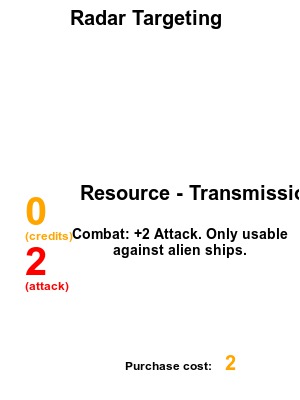 Radar Targeting
Resource - Transmissio
0
(credits)
Combat: +2 Attack. Only usable
against alien ships.
2
(attack)
Purchase cost: 2